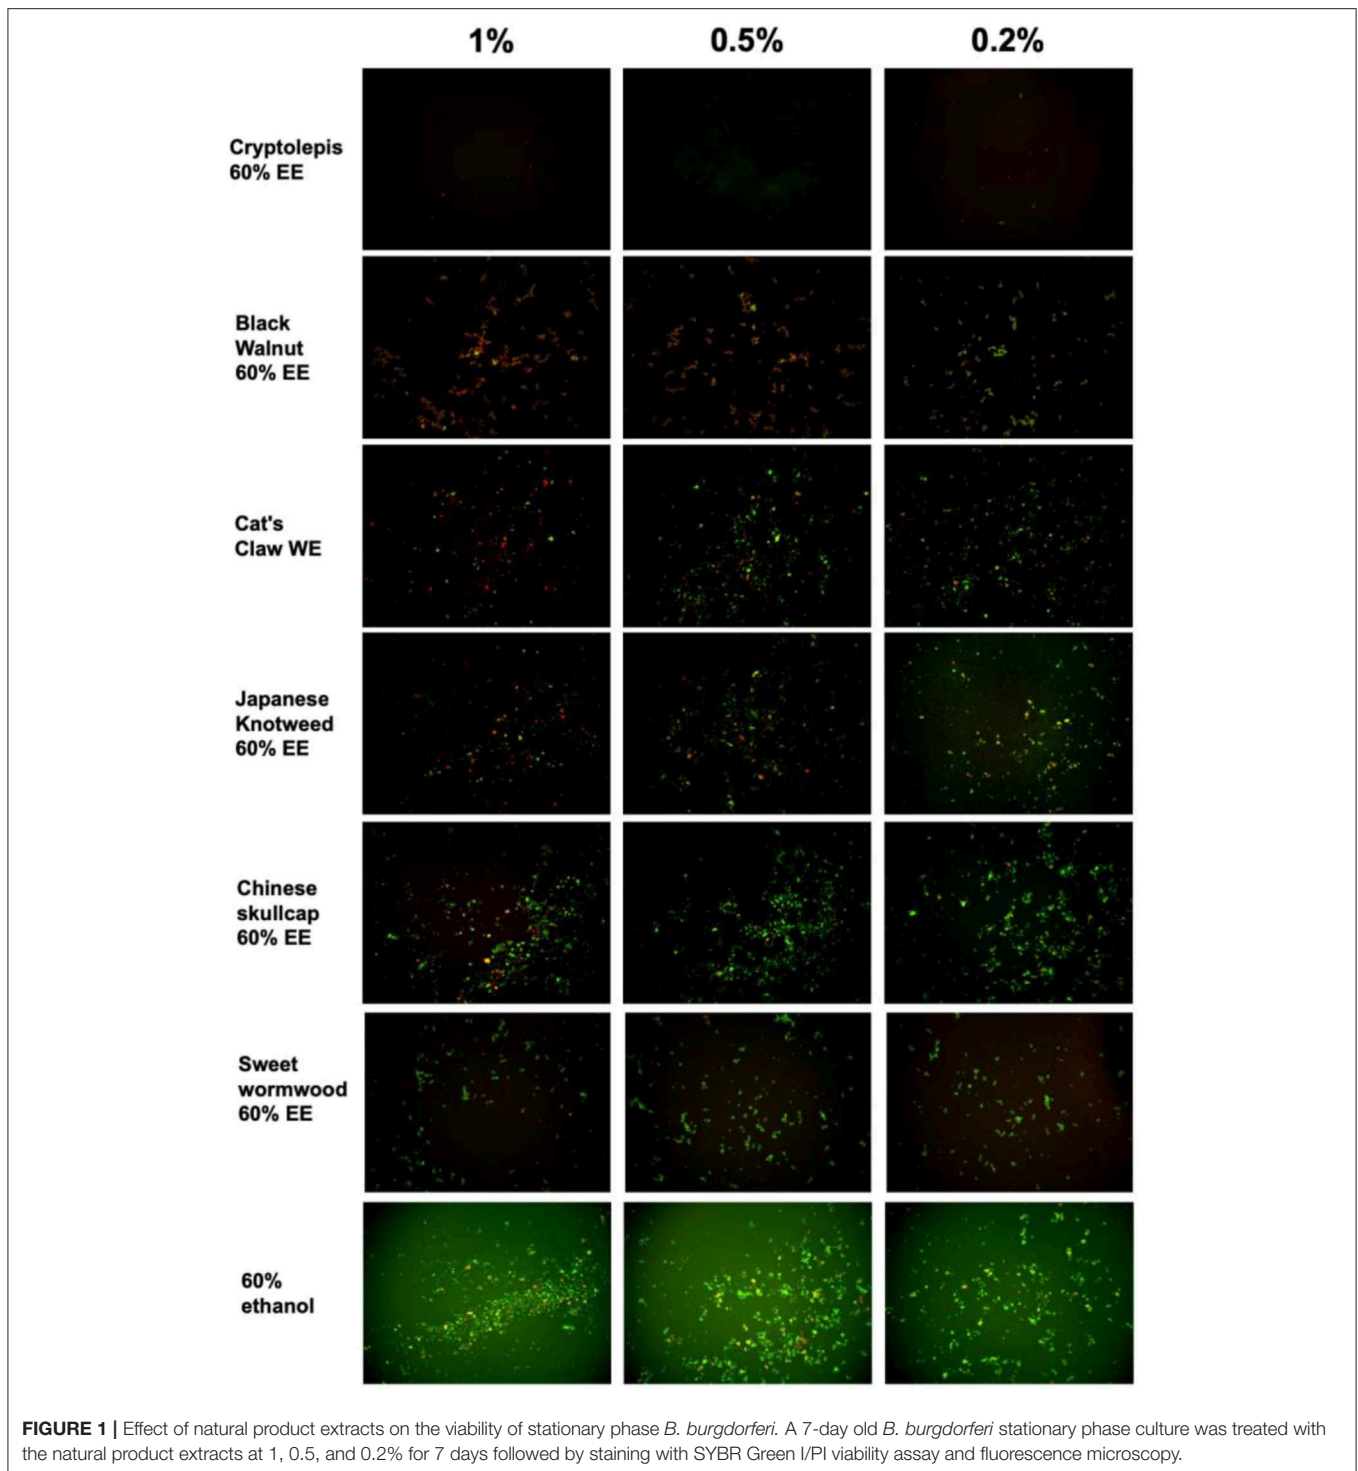 1% 0.5% 0.2%
Cryptolepis
60% EE
Black
Walnut
60% EE
Cat's
Claw WE
Japanese
Knotweed
60% EE
Chinese
skullcap
60% EE
Sweet
wormwood
60% EE
60%
ethanol
FIGURE 1 | Effect of natural product extracts on the viability of stationary phase B. burgdorferi. A 7-day old B. burgdorferi stationary phase culture was treated with
the natural product extracts at 1, 0.5, and 0.2% for 7 days followed by staining with SYBR Green I/PI viability assay and fluorescence microscopy.